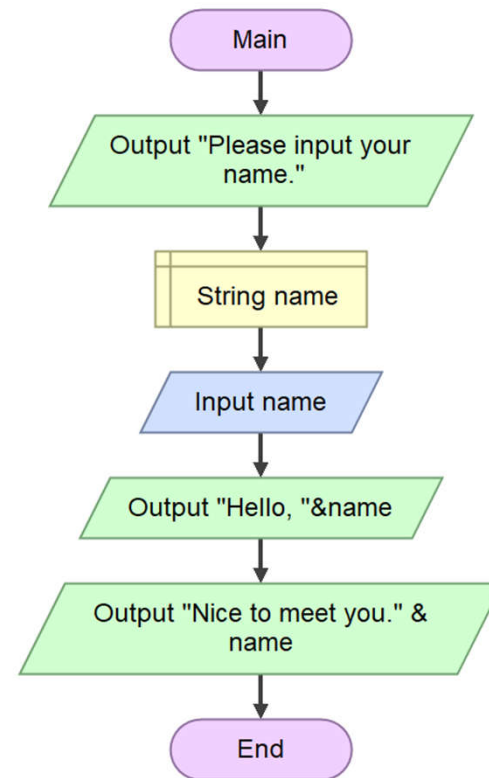 Main
Output "Please input your
name."
String name
Input name
Output "Hello, "&name
Output "Nice to meet you." &
name
End